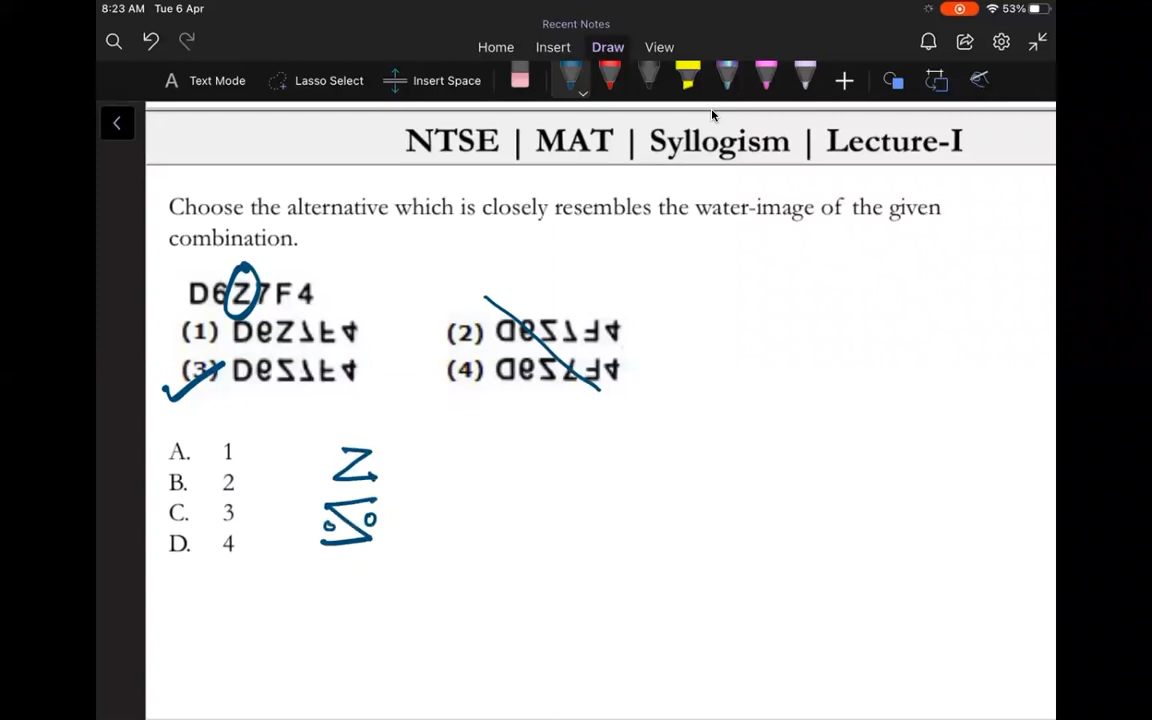 8:23 AM Tue 6 Apr
53%
Recent Notes
Home Insert Draw View
Text Mode Lasso Select Insert Space
NTSE | MAT | Syllogism | Lecture-I
Choose the alternative which is closely resembles the water-image of the given
combination.
D6Z7F4
(1)
(2)
(3)
(4)
A. 1
B. 2
C. 3
D. 4
Z